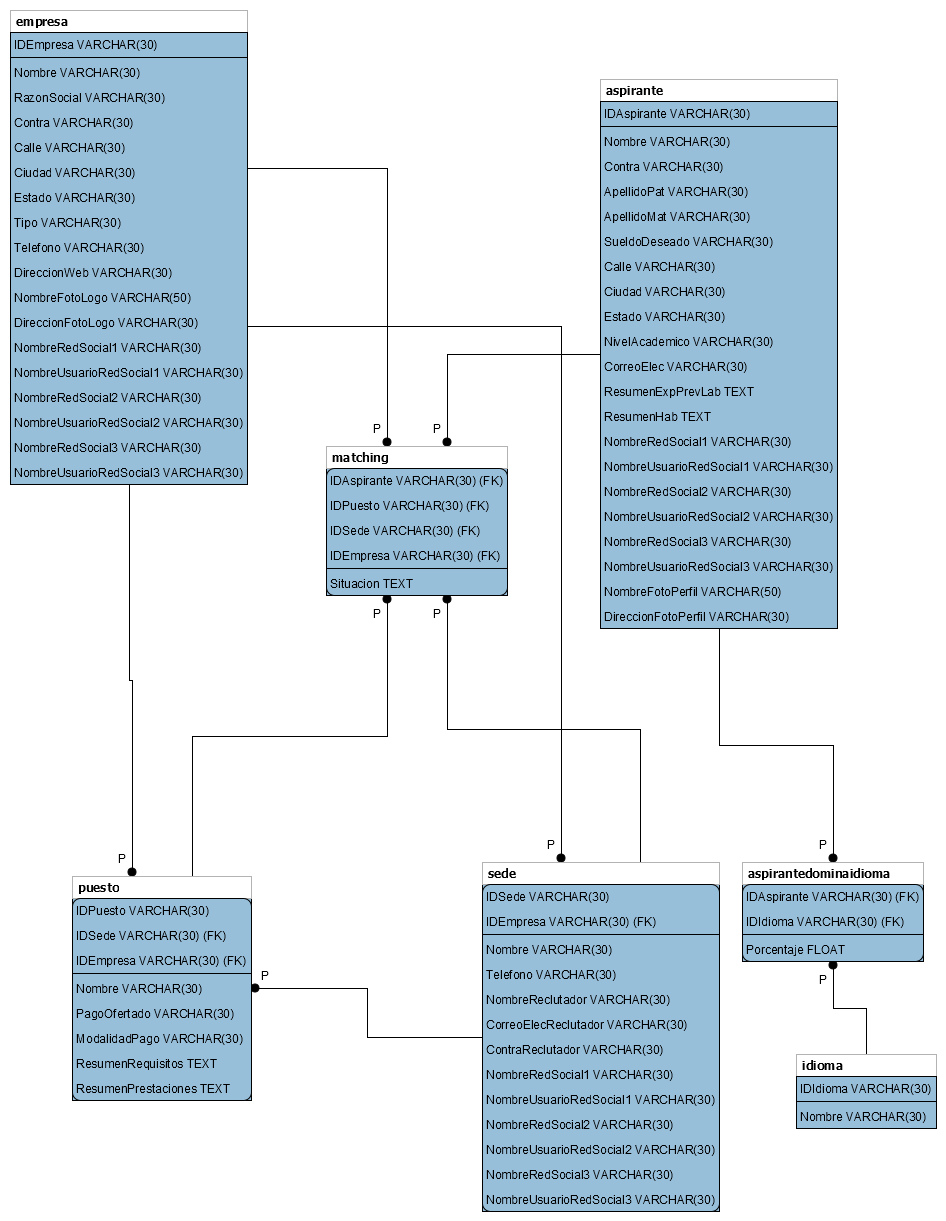 empresa
IDEmpresa VARCHAR(30)
Nombre VARCHAR(30)
RazonSocial VARCHAR(30)
Contra VARCHAR(30)
Calle VARCHAR(30)
Ciudad VARCHAR(30)
Estado VARCHAR(30)
Tipo VARCHAR(30)
Telefono VARCHAR(30)
DireccionWeb VARCHAR(30)
NombreFotoLogo VARCHAR(50)
DireccionFotoLogo VARCHAR(30)
NombreRedSocial1 VARCHAR(30)
NombreUsuarioRedSocial1 VARCHAR(30)
NombreRedSocial2 VARCHAR(30)
NombreUsuarioRedSocial2 VARCHAR(30)
NombreRedSocial3 VARCHAR(30)
NombreUsuarioRedSocial3 VARCHAR(30)
aspirante
IDAspirante VARCHAR(30)
Nombre VARCHAR(30)
Contra VARCHAR(30)
ApellidoPat VARCHAR(30)
ApellidoMat VARCHAR(30)
SueldoDeseado VARCHAR(30)
Calle VARCHAR(30)
Ciudad VARCHAR(30)
Estado VARCHAR(30)
NivelAcademico VARCHAR(30)
CorreoElec VARCHAR(30)
ResumenExpPrevLab TEXT
ResumenHab TEXT
NombreRedSocial1 VARCHAR(30)
NombreUsuarioRedSocial1 VARCHAR(30)
NombreRedSocial2 VARCHAR(30)
NombreUsuarioRedSocial2 VARCHAR(30)
NombreRedSocial3 VARCHAR(30)
NombreUsuarioRedSocial3 VARCHAR(30)
NombreFotoPerfil VARCHAR(50)
DireccionFotoPerfil VARCHAR(30)
P
P
matching
IDAspirante VARCHAR(30) (FK)
IDPuesto VARCHAR(30) (FK)
IDSede VARCHAR(30) (FK)
IDEmpresa VARCHAR(30) (FK)
Situacion TEXT
P
P
P
puesto
IDPuesto VARCHAR(30)
IDSede VARCHAR(30) (FK)
IDEmpresa VARCHAR(30) (FK)
Nombre VARCHAR(30)
PagoOfertado VARCHAR(30)
ModalidadPago VARCHAR(30)
ResumenRequisitos TEXT
ResumenPrestaciones TEXT
P
P
sede
IDSede VARCHAR(30)
IDEmpresa VARCHAR(30) (FK)
Nombre VARCHAR(30)
Telefono VARCHAR(30)
NombreReclutador VARCHAR(30)
CorreoElecReclutador VARCHAR(30)
ContraReclutador VARCHAR(30)
NombreRedSocial1 VARCHAR(30)
NombreUsuarioRedSocial1 VARCHAR(30)
NombreRedSocial2 VARCHAR(30)
NombreUsuarioRedSocial2 VARCHAR(30)
NombreRedSocial3 VARCHAR(30)
NombreUsuarioRedSocial3 VARCHAR(30)
P
aspirantedominaidioma
IDAspirante VARCHAR(30) (FK)
IDIdioma VARCHAR(30) (FK)
Porcentaje FLOAT
P
idioma
IDIdioma VARCHAR(30)
Nombre VARCHAR(30)